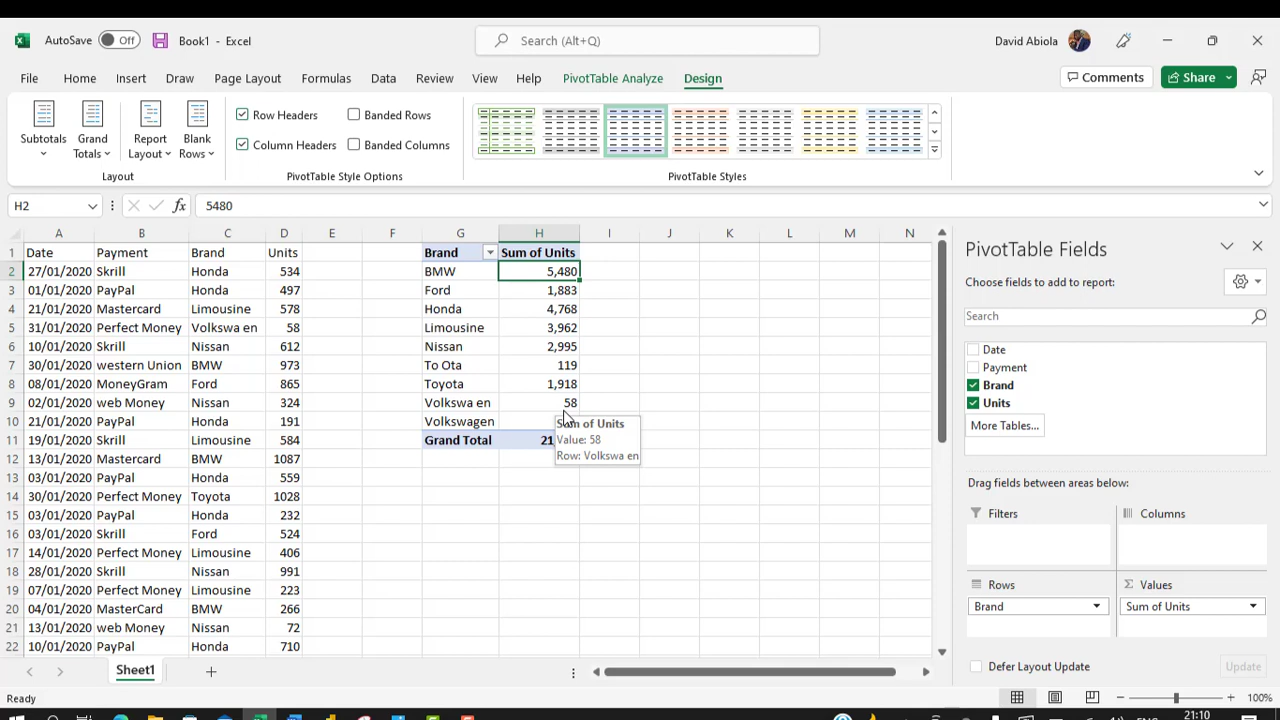 AutoSave Off Book1 - Excel Search (Alt+Q) David Abiola
File Home Insert Draw Page Layout Formulas Data Review View Help PivotTable Analyze Design Comments Share
Subtotals Grand Totals Report Layout Blank Rows
Layout
Row Headers Banded Rows
Column Headers Banded Columns
PivotTable Style Options
PivotTable Styles
H2 fx 5480
A B C D E F G H I J K L M N
1 Date Payment Brand Units Brand Sum of Units
2 27/01/2020 Skrill Honda 534 BMW 5,480
3 01/01/2020 PayPal Honda 497 Ford 1,883
4 21/01/2020 Mastercard Limousine 578 Honda 4,768
5 31/01/2020 Perfect Money Volkswa en 58 Limousine 3,962
6 10/01/2020 Skrill Nissan 612 Nissan 2,995
7 30/01/2020 western Union BMW 973 To Ota 119
8 08/01/2020 MoneyGram Ford 865 Toyota 1,918
9 02/01/2020 web Money Nissan 324 Volkswa en 58
10 21/01/2020 PayPal Honda 191 Volkswagen
11 19/01/2020 Skrill Limousine 584 Grand Total 21
12 13/01/2020 Mastercard BMW 1087
13 03/01/2020 PayPal Honda 559
14 30/01/2020 Perfect Money Toyota 1028
15 03/01/2020 PayPal Honda 232
16 03/01/2020 Skrill Ford 524
17 14/01/2020 Perfect Money Limousine 406
18 28/01/2020 Skrill Nissan 991
19 07/01/2020 Perfect Money Limousine 223
20 04/01/2020 MasterCard BMW 266
21 13/01/2020 web Money Nissan 72
22 10/01/2020 PayPal Honda 710
Sum of Units
Value: 58
Row: Volkswa en
PivotTable Fields
Choose fields to add to report:
Search
Date
Payment
Brand
Units
More Tables...
Drag fields between areas below:
Filters Columns
Rows Σ Values
Brand Sum of Units
Defer Layout Update Update
Sheet1
Ready 100%
21:10